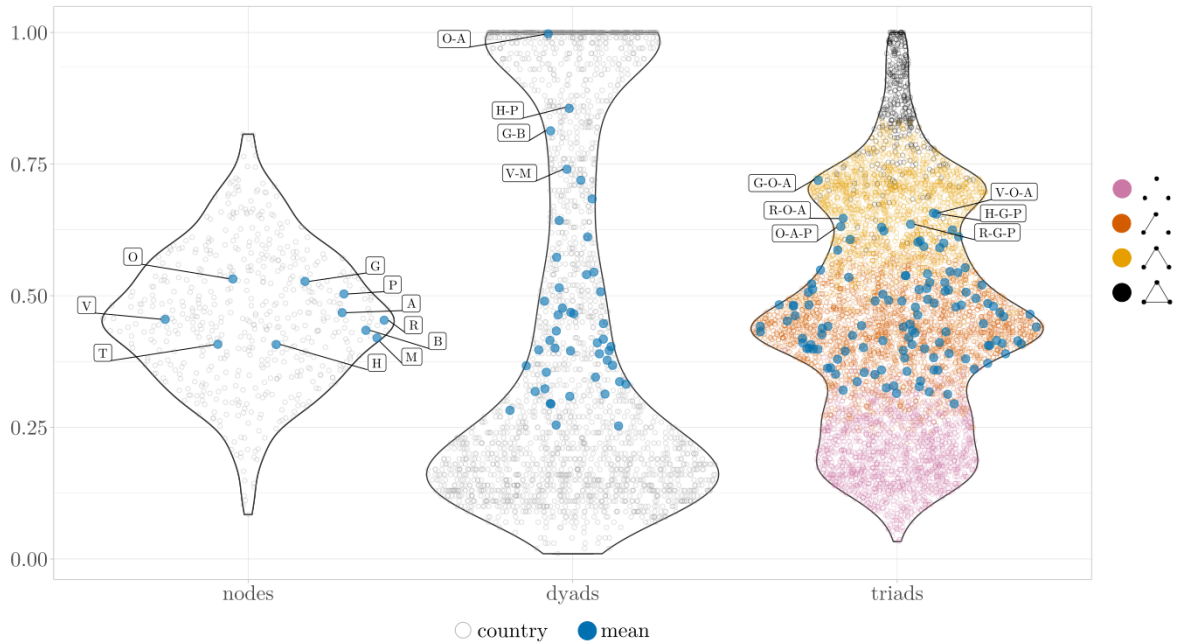 1.00
0.75
0.50
0.25
0.00
O
V
T
G
P
A
R
B
M
H
O-A
H-P
G-B
V-M
G-O-A
R-O-A
O-A-P
V-O-A
H-G-P
R-G-P
nodes
dyads
triads
country
mean